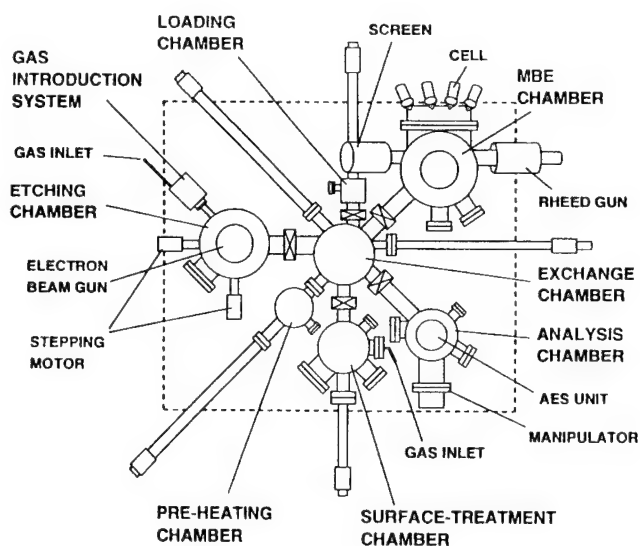 LOADING
CHAMBER
SCREEN
CELL
MBE
CHAMBER
GAS
INTRODUCTION
SYSTEM
GAS INLET
ETCHING
CHAMBER
ELECTRON
BEAM GUN
STEPPING
MOTOR
RHEED GUN
EXCHANGE
CHAMBER
ANALYSIS
CHAMBER
AES UNIT
MANIPULATOR
GAS INLET
PRE-HEATING
CHAMBER
SURFACE-TREATMENT
CHAMBER